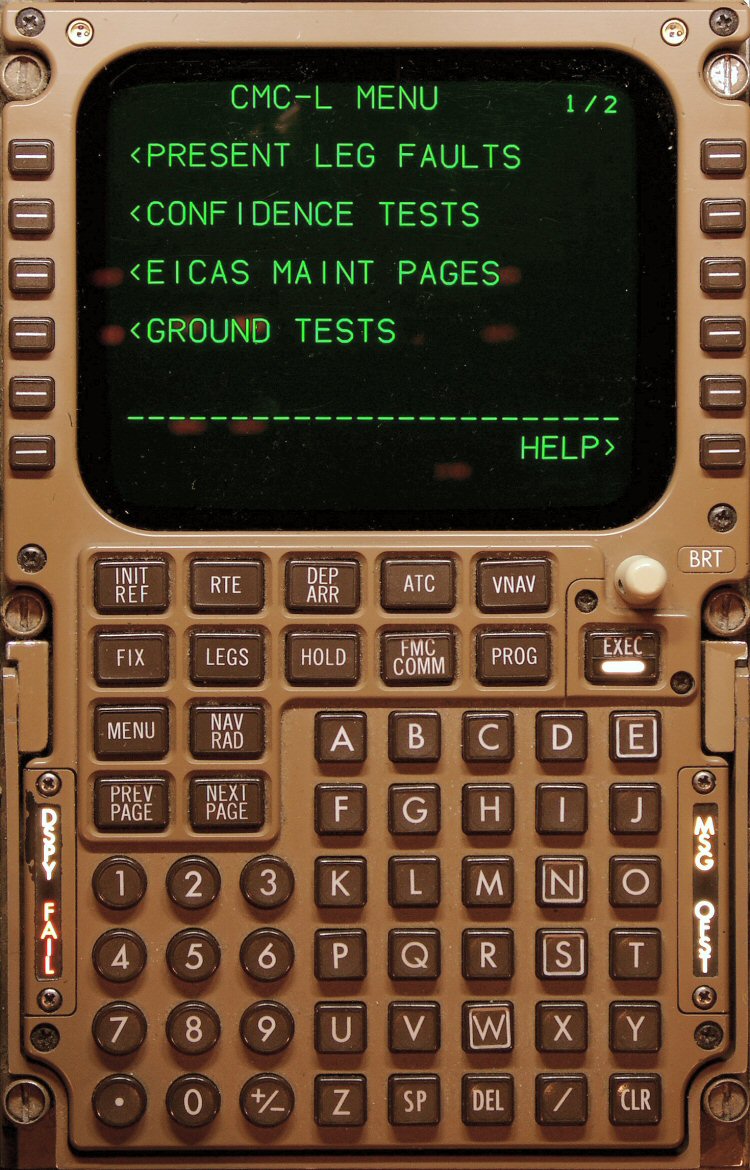 CMC-L MENU 1/2
<PRESENT LEG FAULTS
<CONFIDENCE TESTS
<EICAS MAINT PAGES
<GROUND TESTS
--------------------------------
HELP>
BRT
INIT REF RTE DEP ARR ATC VNAV
FIX LEGS HOLD FMC COMM PROG EXEC
MENU NAV RAD
PREV PAGE NEXT PAGE
A B C D E
F G H I J
1 2 3 K L M N O
4 5 6 P Q R S T
7 8 9 U V W X Y
. 0 +/- Z SP DEL / CLR
DSPY FAIL
MSG OFST